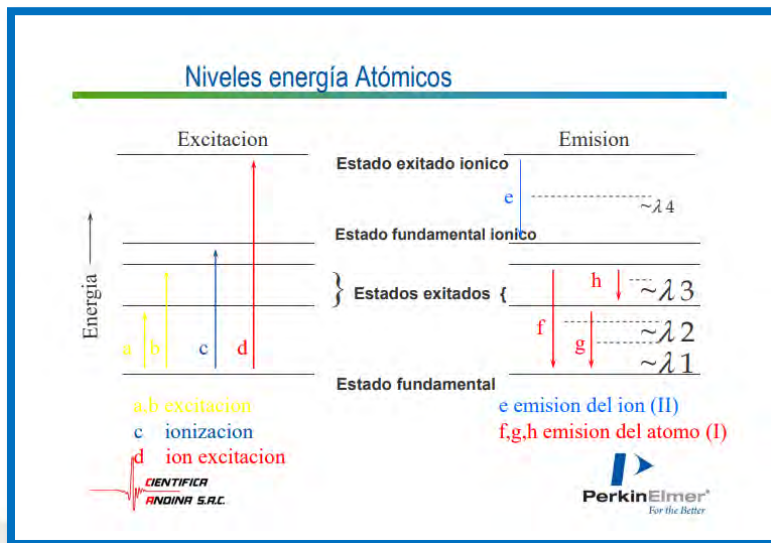 Niveles energía Atómicos
Excitacion
Emision
Estado exitado ionico
e
~λ4
Estado fundamental ionico
Energia
} Estados exitados {
h
~λ3
a
b
c
d
f
g
~λ2
~λ1
Estado fundamental
a,b excitacion
c ionizacion
d ion excitacion
e emision del ion (II)
f,g,h emision del atomo (I)
CIENTIFICA
ANDINA S.A.C.
PerkinElmer®
For the Better